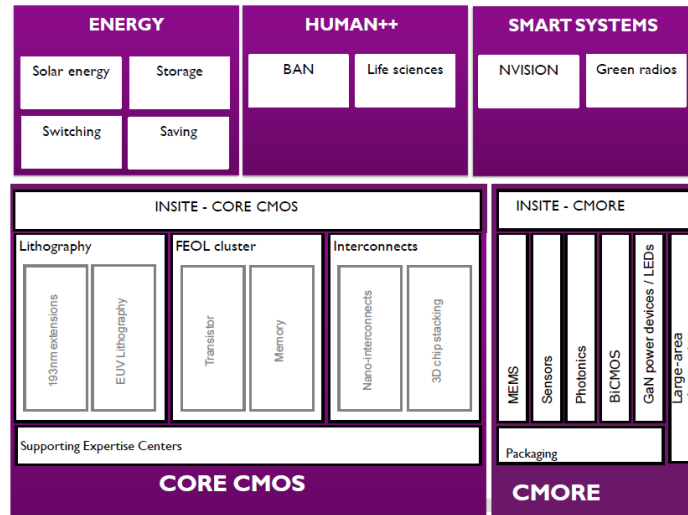 ENERGY
Solar energy
Storage
Switching
Saving
HUMAN++
BAN
Life sciences
SMART SYSTEMS
NVISION
Green radios
INSITE - CORE CMOS
Lithography
193nm extensions
EUV Lithography
FEOL cluster
Transistor
Memory
Interconnects
Nano-interconnects
3D chip stacking
Supporting Expertise Centers
CORE CMOS
INSITE - CMORE
MEMS
Sensors
Photonics
BiCMOS
GaN power devices / LEDs
Large-area
Packaging
CMORE